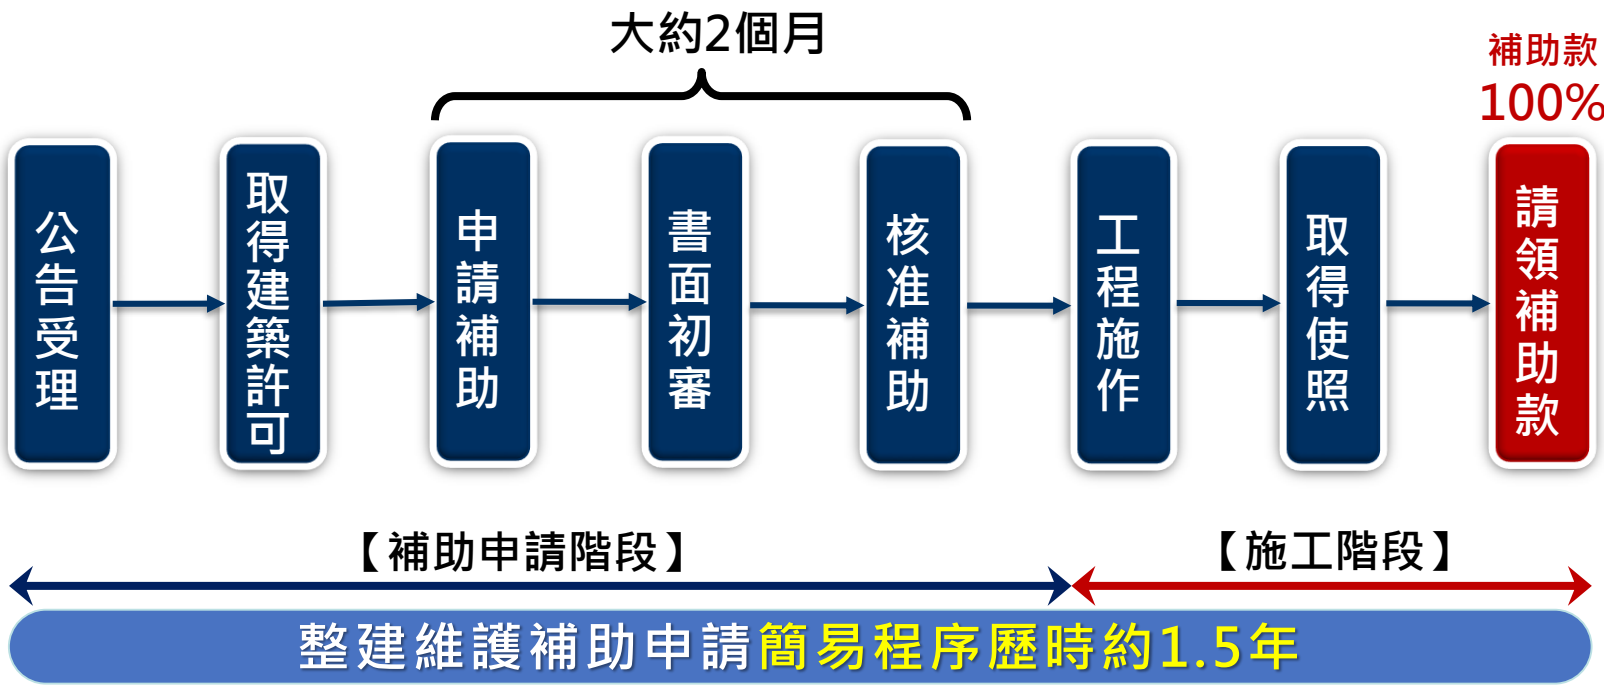 大約2個月
補助款
100%
公告受理
取得建築許可
申請補助
書面初審
核准補助
工程施作
取得使照
請領補助款
【補助申請階段】
【施工階段】
整建維護補助申請簡易程序歷時約1.5年